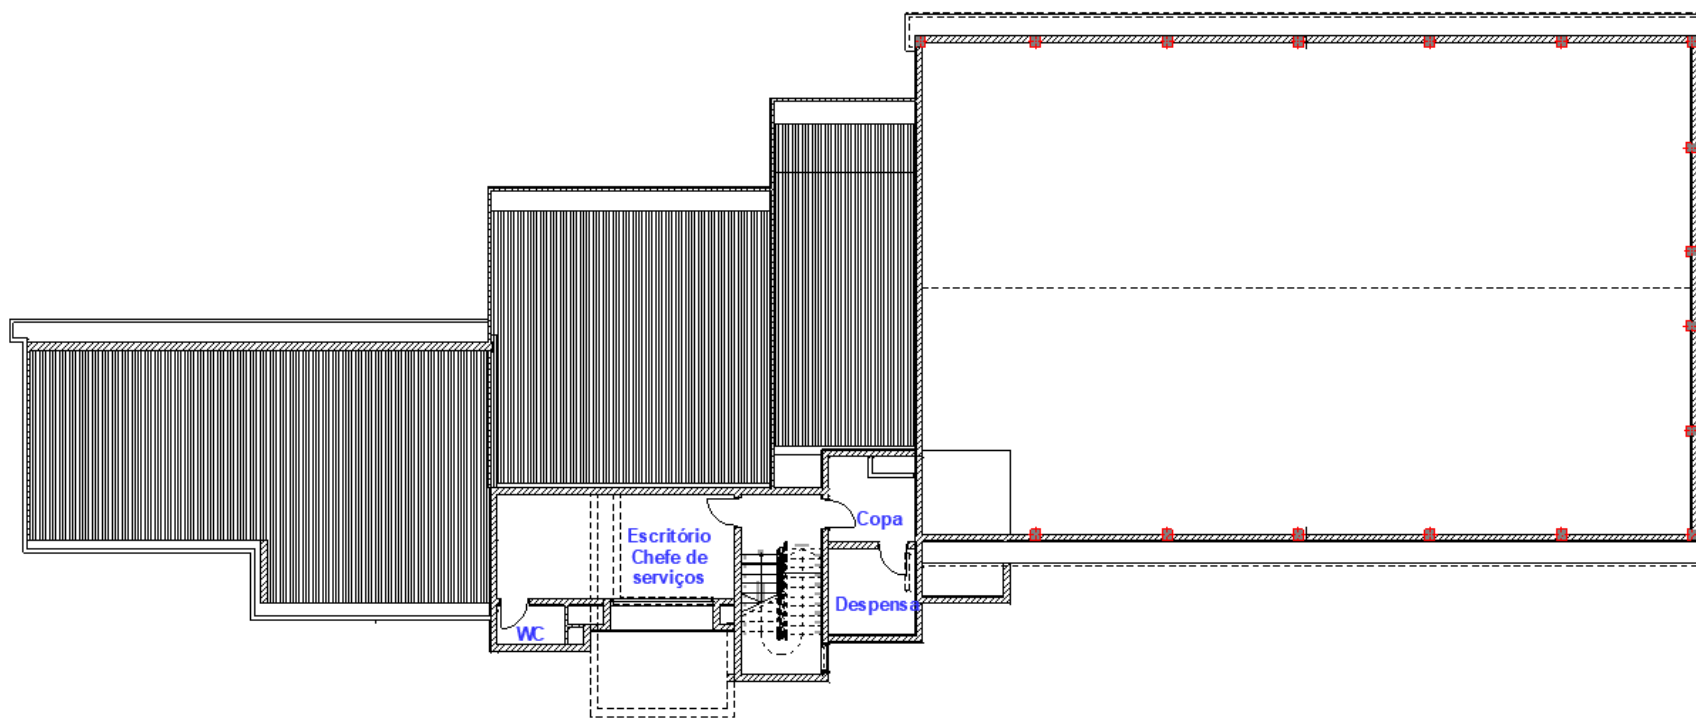 Copa
Escritório
Chefe de
serviços
Despensa
WC